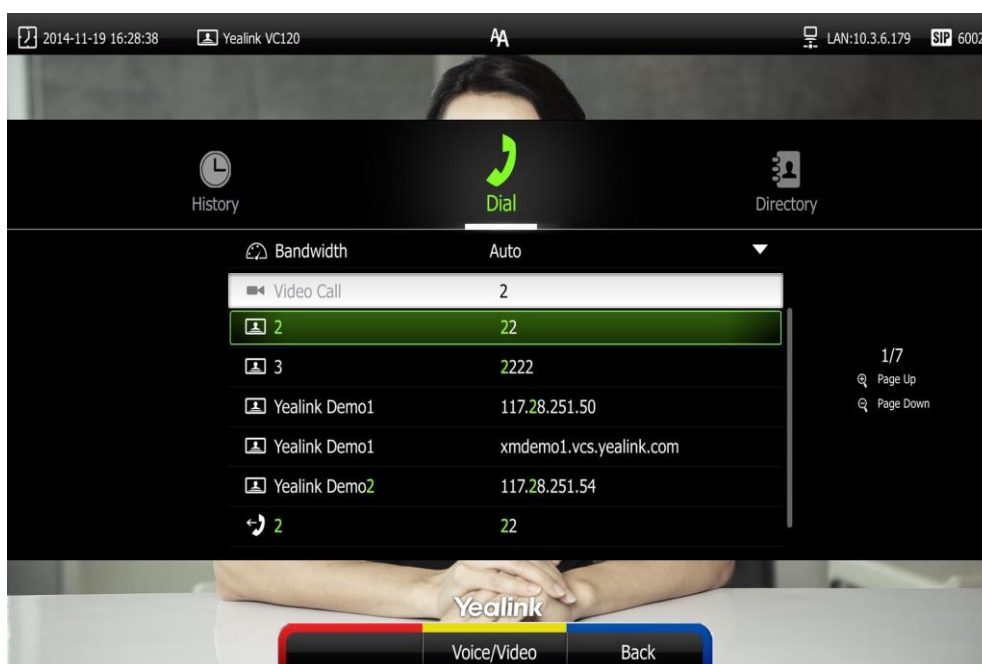 2014-11-19 16:28:38 Yealink VC120 AA LAN:10.3.6.179 SIP 6002
History Dial Directory
Bandwidth Auto
Video Call 2
2 22
3 2222
1/7
Page Up
Page Down
Yealink Demo1 117.28.251.50
Yealink Demo1 xmdemo1.vcs.yealink.com
Yealink Demo2 117.28.251.54
2 22
Yealink
Voice/Video Back